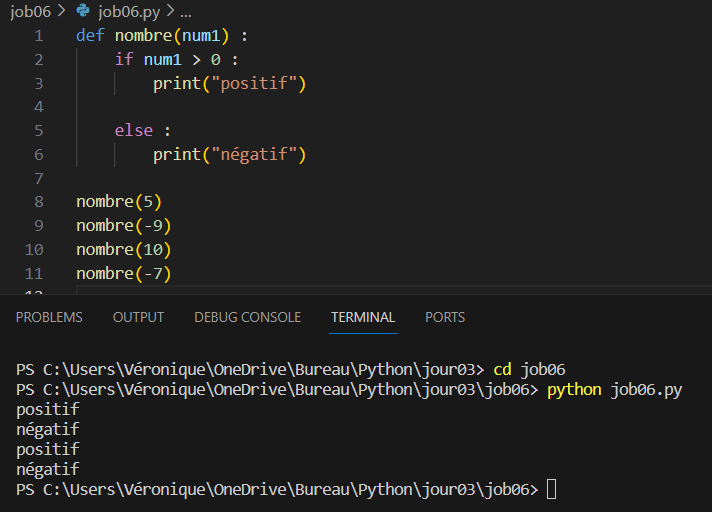 job06 > job06.py > ...
1 def nombre(num1) :
2     if num1 > 0 :
3         print("positif")
4
5     else :
6         print("négatif")
7
8 nombre(5)
9 nombre(-9)
10 nombre(10)
11 nombre(-7)
PROBLEMS OUTPUT DEBUG CONSOLE TERMINAL PORTS
PS C:\Users\Véronique\OneDrive\Bureau\Python\jour03> cd job06
PS C:\Users\Véronique\OneDrive\Bureau\Python\jour03\job06> python job06.py
positif
négatif
positif
négatif
PS C:\Users\Véronique\OneDrive\Bureau\Python\jour03\job06>